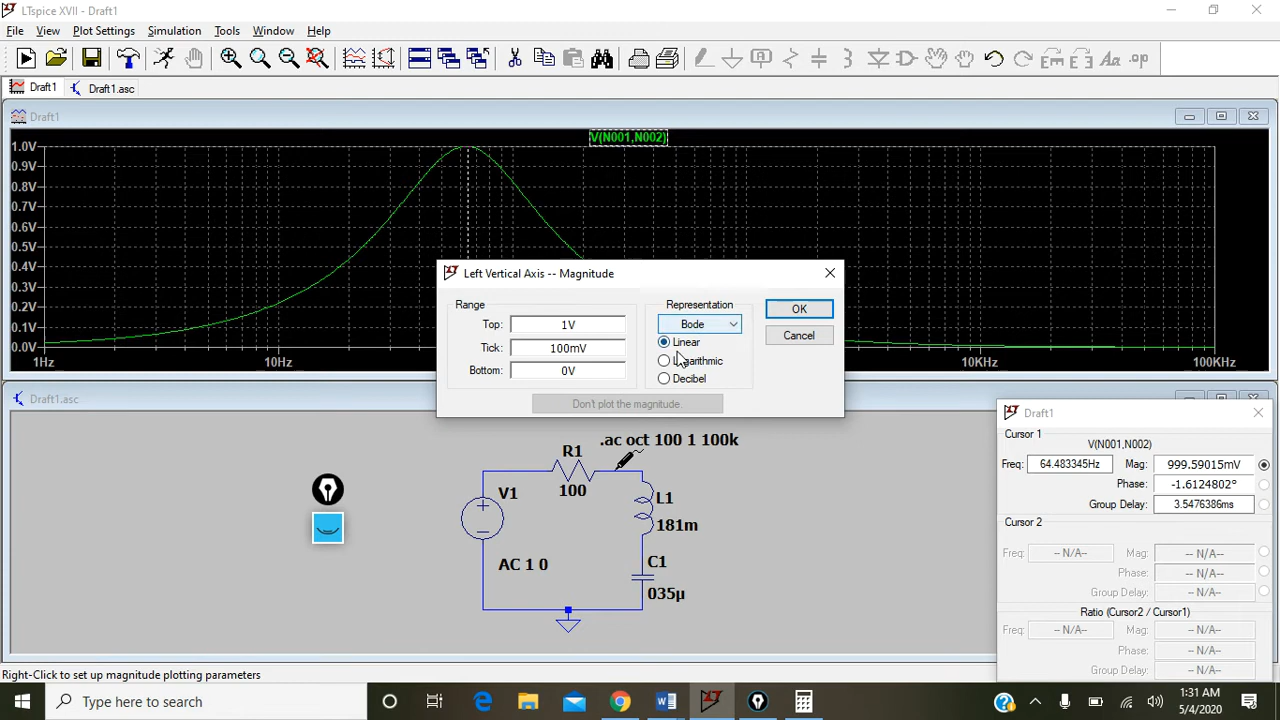 LTspice XVII - Draft1
File View Plot Settings Simulation Tools Window Help
Draft1 Draft1.asc
Draft1
V(N001,N002)
1.0V
0.9V
0.8V
0.7V
0.6V
0.5V
0.4V
0.3V
0.2V
0.1V
0.0V
1Hz 10Hz 10KHz 100KHz
Left Vertical Axis -- Magnitude
Range
Top: 1V
Tick: 100mV
Bottom: 0V
Representation
Bode
Linear
Logarithmic
Decibel
OK
Cancel
Don't plot the magnitude.
Draft1.asc
.ac oct 100 1 100k
R1
100
V1
AC 1 0
L1
181m
C1
035µ
Draft1
Cursor 1
V(N001,N002)
Freq: 64.483345Hz Mag: 999.59015mV
Phase: -1.6124802°
Group Delay: 3.5476386ms
Cursor 2
Freq: -- N/A-- Mag: -- N/A--
Phase: -- N/A--
Group Delay: -- N/A--
Ratio (Cursor2 / Cursor1)
Freq: -- N/A-- Mag: -- N/A--
Phase: -- N/A--
Group Delay: -- N/A--
Right-Click to set up magnitude plotting parameters
Type here to search
1:31 AM
5/4/2020